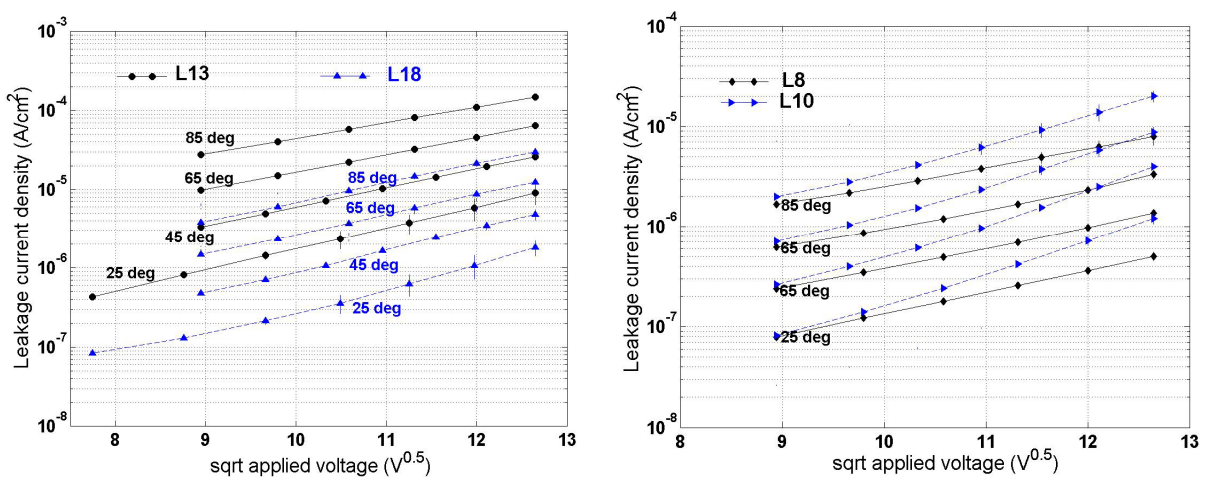 10^-3
10^-4
10^-5
10^-6
10^-7
10^-8
Leakage current density (A/cm^2)
L13
L18
85 deg
65 deg
45 deg
25 deg
85 deg
65 deg
45 deg
25 deg
8 9 10 11 12 13
sqrt applied voltage (V^0.5)
10^-4
10^-5
10^-6
10^-7
10^-8
Leakage current density (A/cm^2)
L8
L10
85 deg
65 deg
65 deg
25 deg
8 9 10 11 12 13
sqrt applied voltage (V^0.5)